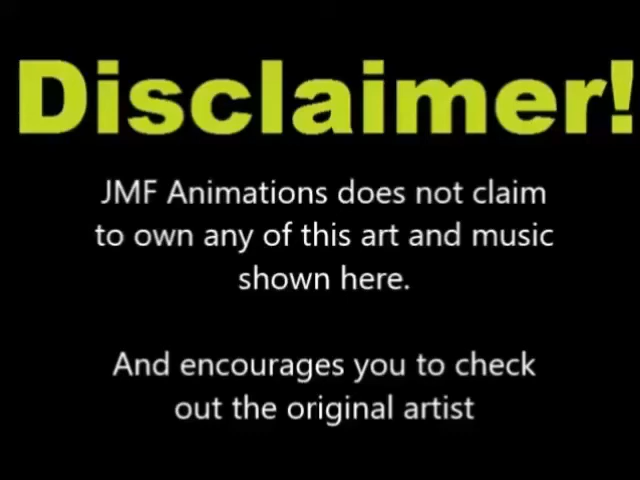 Disclaimer!
JMF Animations does not claim
to own any of this art and music
shown here.
And encourages you to check
out the original artist